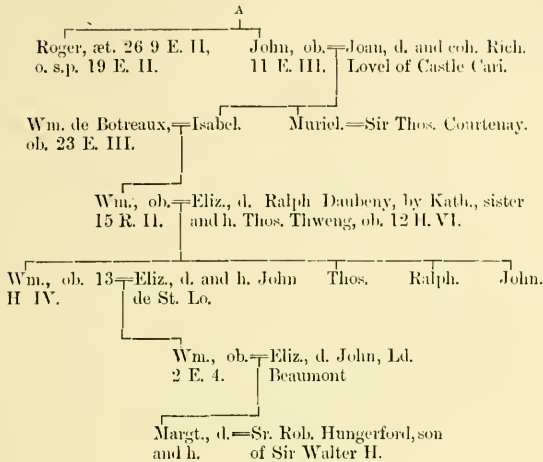 A
Roger, æt. 26 9 E. II, John, ob.=Joan, d. and coh. Rich.
o. s.p. 19 E. II. 11 E. III. Lovel of Castle Cari.
Wm. de Botreaux,=Isabel. Muriel.=Sir Thos. Courtenay.
ob. 23 E. III.
Wm., ob.=Eliz., d. Ralph Daubeny, by Kath., sister
15 R. II. and h. Thos. Thweng, ob. 12 H. VI.
Wm., ob. 13=Eliz., d. and h. John Thos. Ralph. John.
H IV. de St. Lo.
Wm., ob.=Eliz., d. John, Ld.
2 E. 4. Beaumont
Margt., d.=Sr. Rob. Hungerford, son
and h. of Sir Walter H.